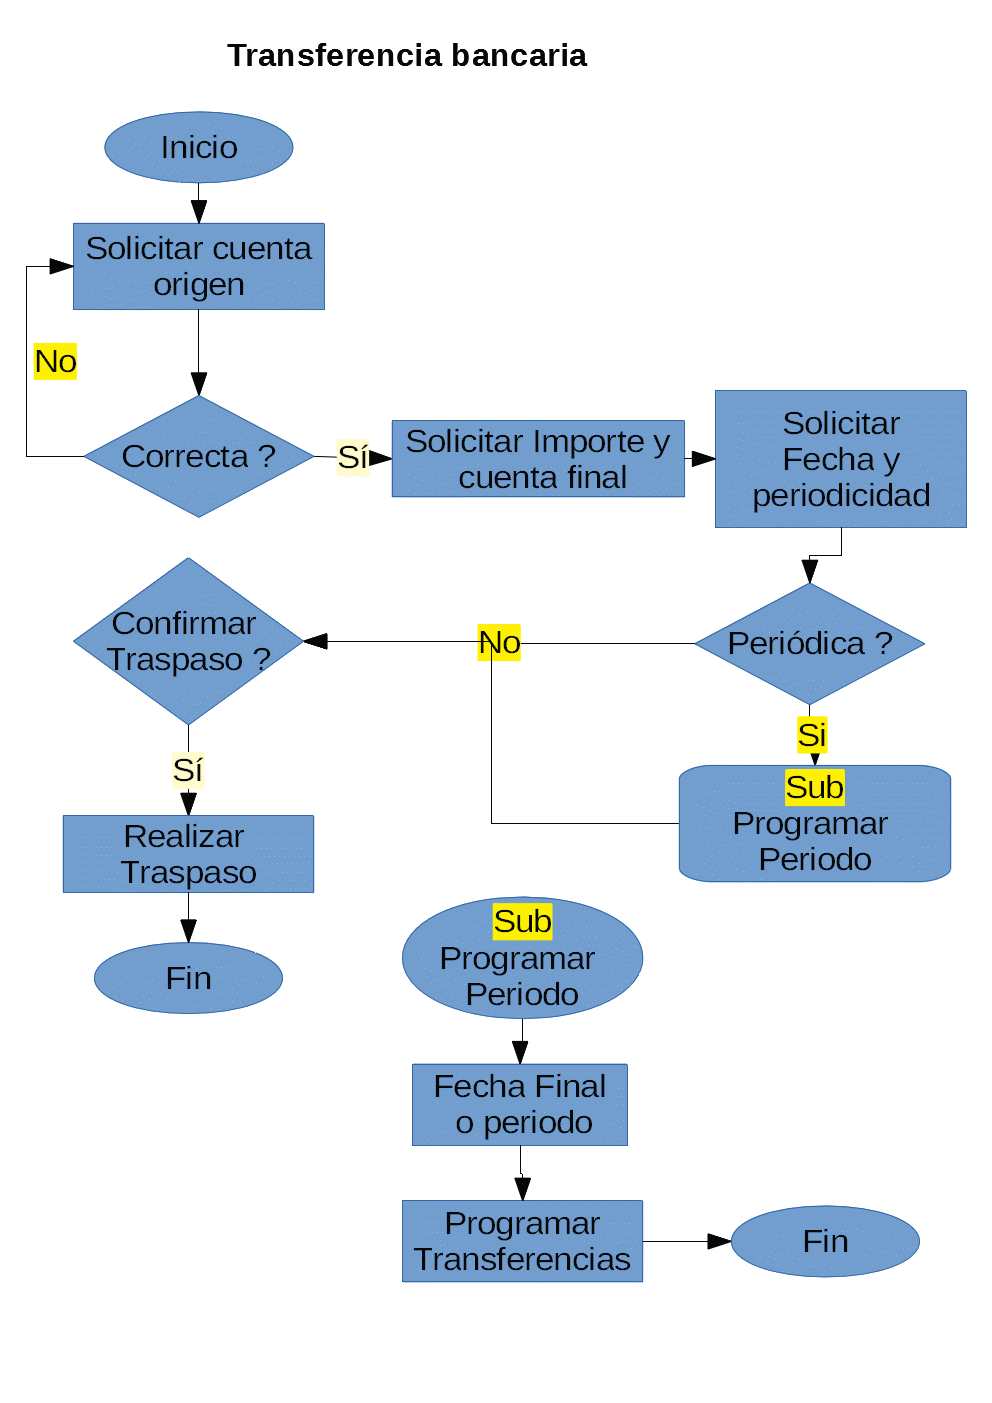 Transferencia bancaria
Inicio
Solicitar cuenta
origen
No
Correcta ?
Sí
Solicitar Importe y
cuenta final
Solicitar
Fecha y
periodicidad
Confirmar
Traspaso ?
No
Periódica ?
Sí
Si
Sub
Programar
Periodo
Realizar
Traspaso
Fin
Sub
Programar
Periodo
Fecha Final
o periodo
Programar
Transferencias
Fin